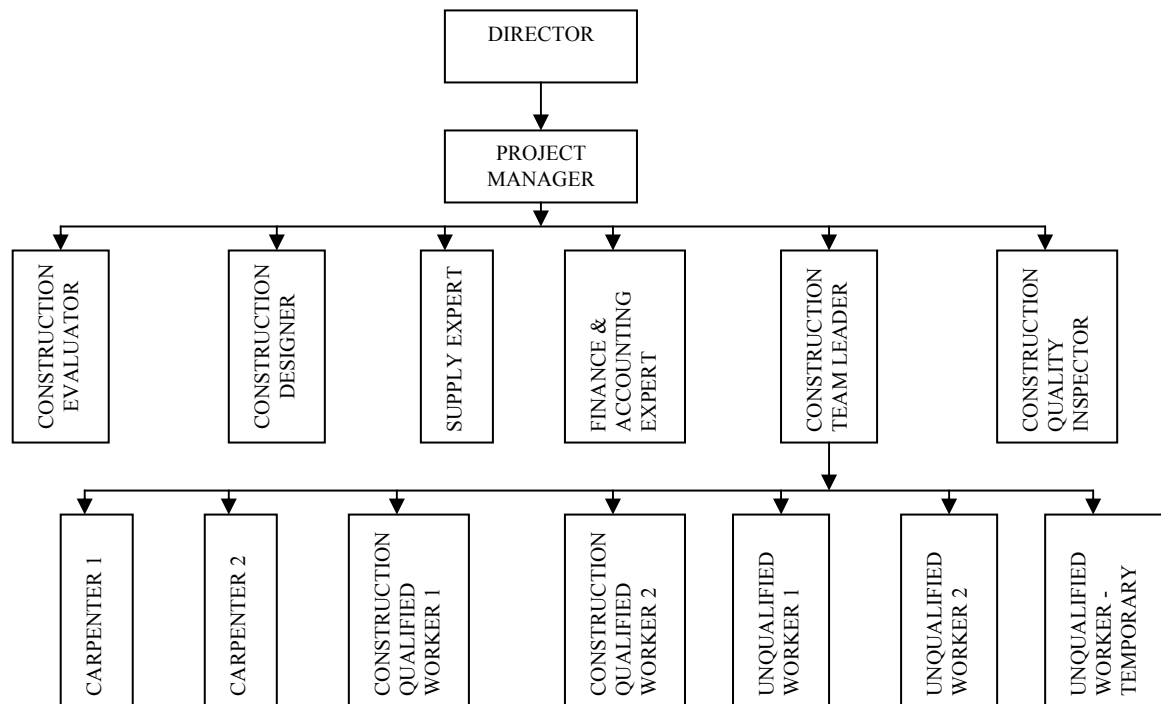 DIRECTOR
PROJECT
MANAGER
CONSTRUCTION
EVALUATOR
CONSTRUCTION
DESIGNER
SUPPLY EXPERT
FINANCE &
ACCOUNTING
EXPERT
CONSTRUCTION
TEAM LEADER
CONSTRUCTION
QUALITY
INSPECTOR
CARPENTER 1
CARPENTER 2
CONSTRUCTION
QUALIFIED
WORKER 1
CONSTRUCTION
QUALIFIED
WORKER 2
UNQUALIFIED
WORKER 1
UNQUALIFIED
WORKER 2
UNQUALIFIED
WORKER -
TEMPORARY